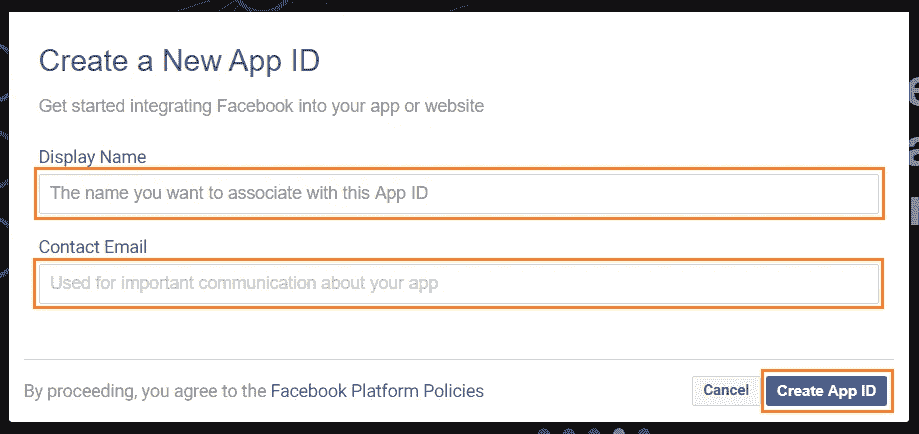 Create a New App ID
Get started integrating Facebook into your app or website
Display Name
The name you want to associate with this App ID
Contact Email
Used for important communication about your app
By proceeding, you agree to the Facebook Platform Policies
Cancel
Create App ID